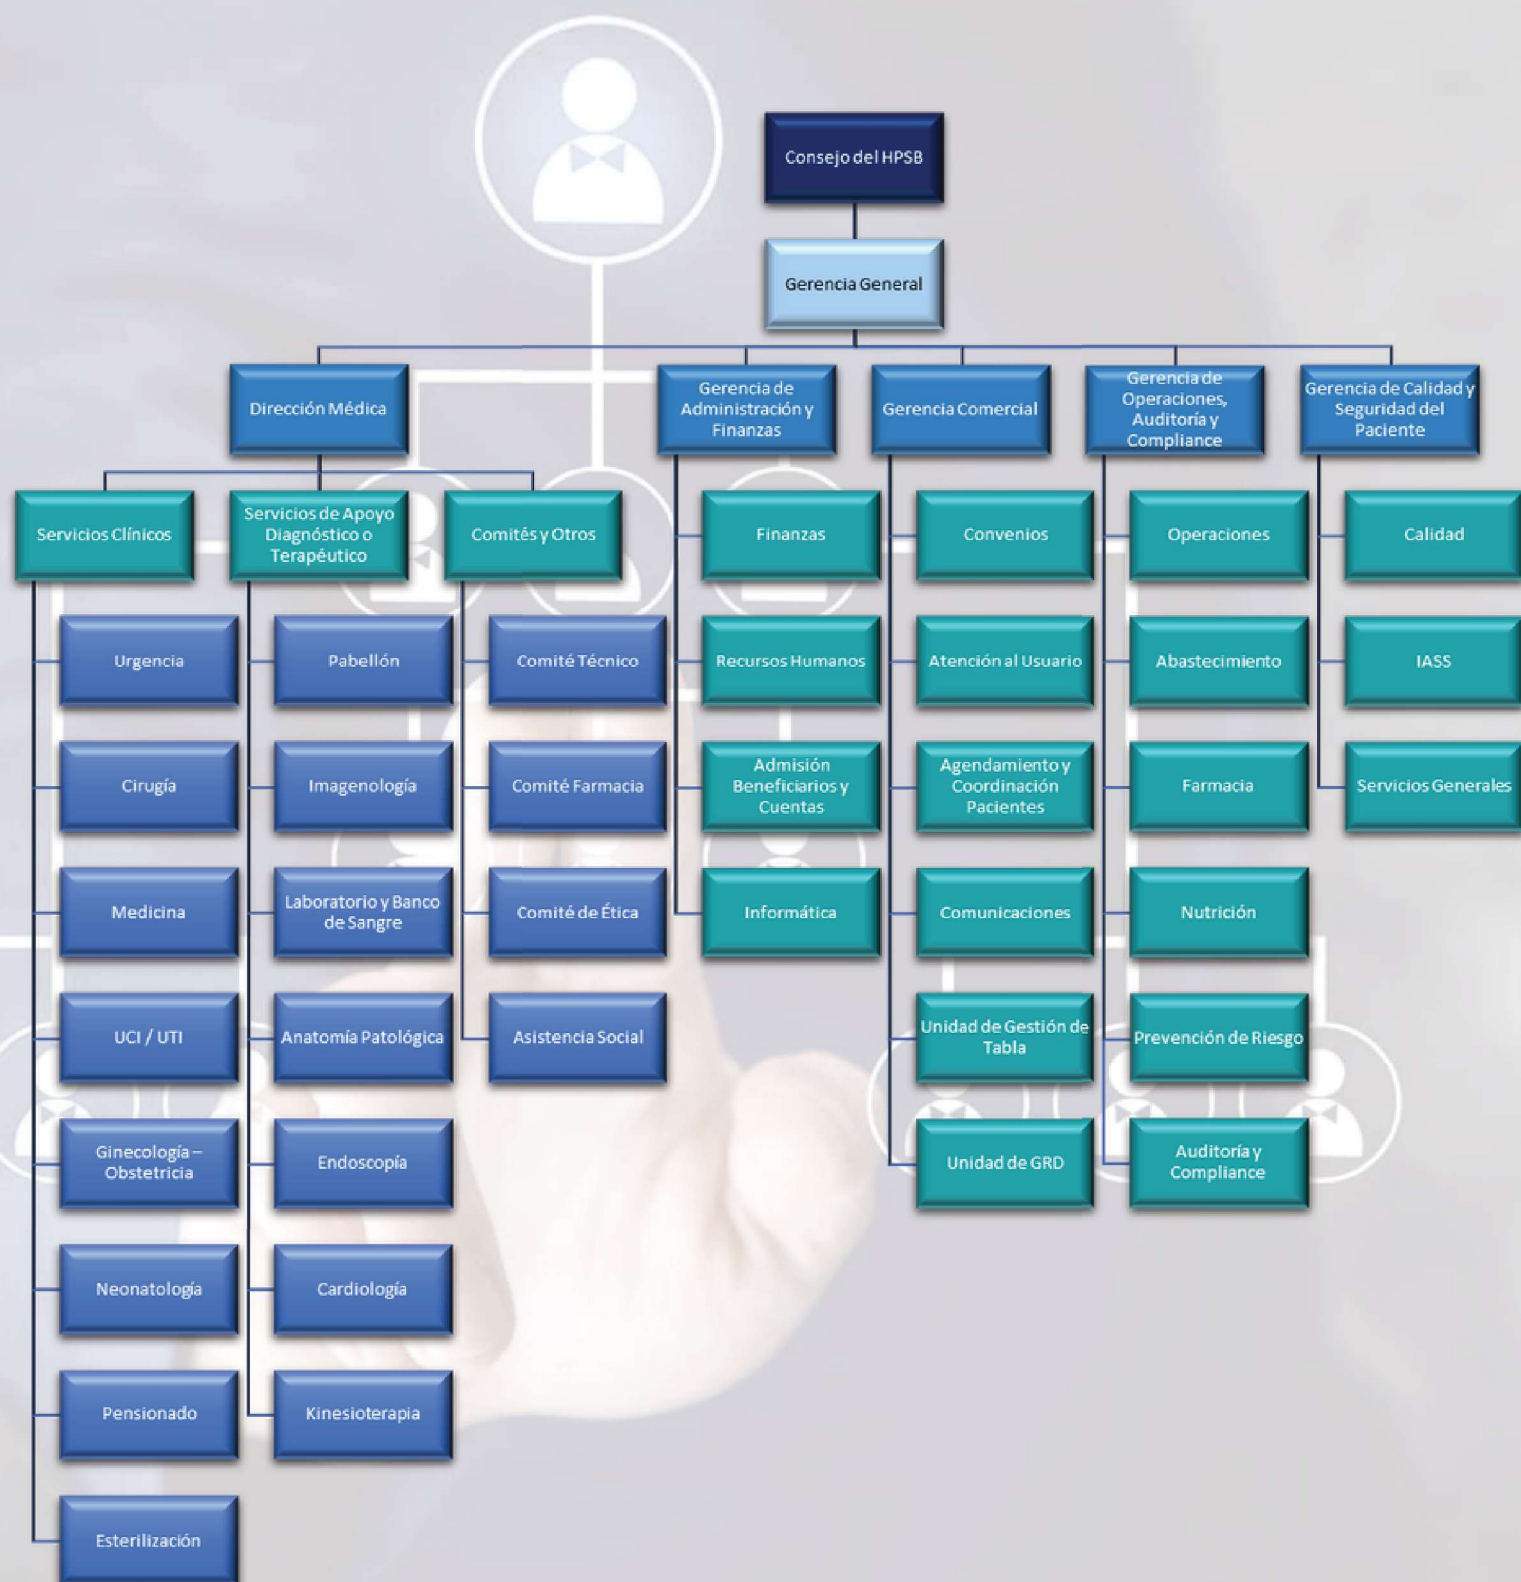 Consejo del HPSB
Gerencia General
Dirección Médica
Gerencia de
Administración y
Finanzas
Gerencia Comercial
Gerencia de
Operaciones,
Auditoría y
Compliance
Gerencia de Calidad y
Seguridad del
Paciente
Servicios Clínicos
Servicios de Apoyo
Diagnóstico o
Terapéutico
Comités y Otros
Finanzas
Convenios
Operaciones
Calidad
Urgencia
Pabellón
Comité Técnico
Recursos Humanos
Atención al Usuario
Abastecimiento
IASS
Cirugía
Imagenología
Comité Farmacia
Admisión
Beneficiarios y
Cuentas
Agendamiento y
Coordinación
Pacientes
Farmacia
Servicios Generales
Medicina
Laboratorio y Banco
de Sangre
Comité de Ética
Informática
Comunicaciones
Nutrición
UCI / UTI
Anatomía Patológica
Asistencia Social
Unidad de Gestión de
Tabla
Prevención de Riesgo
Ginecología –
Obstetricia
Endoscopía
Unidad de GRD
Auditoría y
Compliance
Neonatología
Cardiología
Pensionado
Kinesioterapia
Esterilización